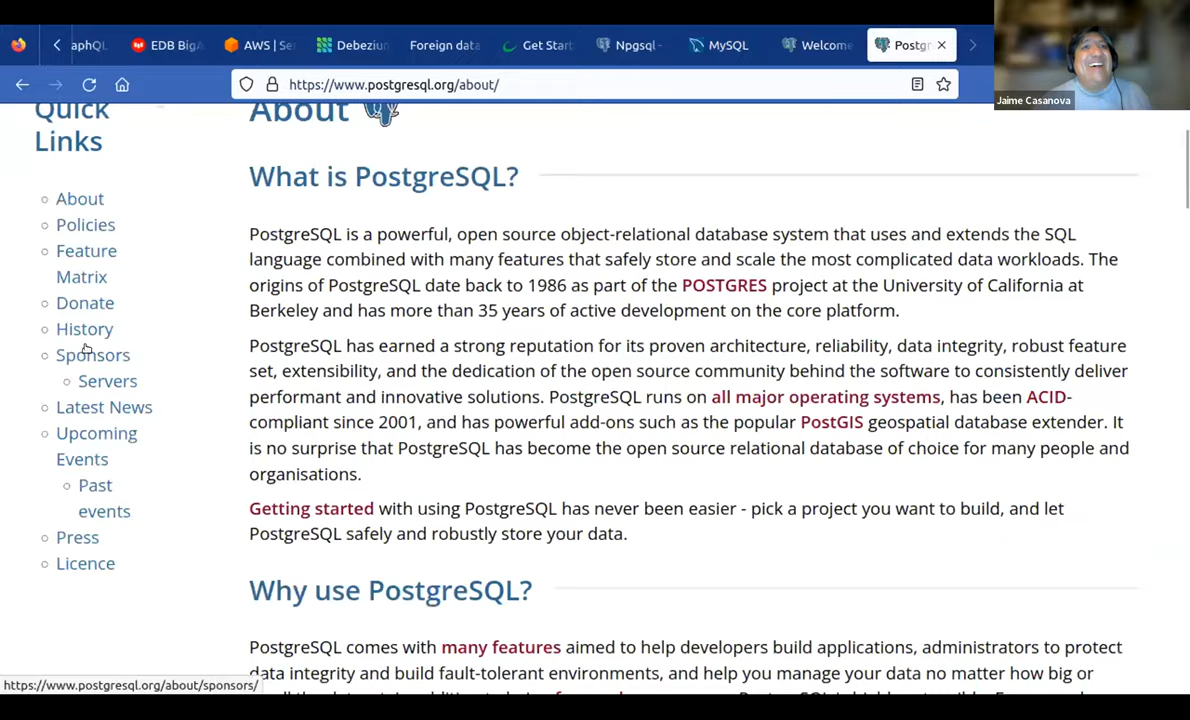 aphQL
EDB BigA
AWS | Se
Debezium
Foreign data
Get Start
Npgsql -
MySQL
Welcome
Postgr
https://www.postgresql.org/about/
Jaime Casanova
Quick
Links
About
Policies
Feature
Matrix
Donate
History
Sponsors
Servers
Latest News
Upcoming
Events
Past
events
Press
Licence
About
What is PostgreSQL?
PostgreSQL is a powerful, open source object-relational database system that uses and extends the SQL
language combined with many features that safely store and scale the most complicated data workloads. The
origins of PostgreSQL date back to 1986 as part of the POSTGRES project at the University of California at
Berkeley and has more than 35 years of active development on the core platform.
PostgreSQL has earned a strong reputation for its proven architecture, reliability, data integrity, robust feature
set, extensibility, and the dedication of the open source community behind the software to consistently deliver
performant and innovative solutions. PostgreSQL runs on all major operating systems, has been ACID-
compliant since 2001, and has powerful add-ons such as the popular PostGIS geospatial database extender. It
is no surprise that PostgreSQL has become the open source relational database of choice for many people and
organisations.
Getting started with using PostgreSQL has never been easier - pick a project you want to build, and let
PostgreSQL safely and robustly store your data.
Why use PostgreSQL?
PostgreSQL comes with many features aimed to help developers build applications, administrators to protect
data integrity and build fault-tolerant environments, and help you manage your data no matter how big or
https://www.postgresql.org/about/sponsors/